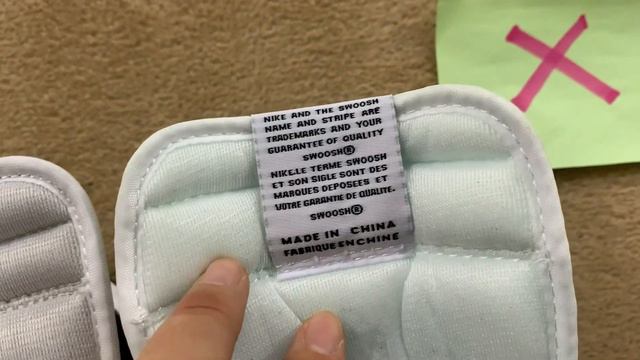 NIKE AND THE SWOOSH
NAME AND STRIPE ARE
TRADEMARKS AND YOUR
GUARANTEE OF QUALITY
SWOOSH®
NIKE.LE TERME SWOOSH
ET SON SIGLE SONT DES
MARQUES DEPOSEES ET
VOTRE GARANTIE DE QUALITE.
SWOOSH®
MADE IN CHINA
FABRIQUE EN CHINE